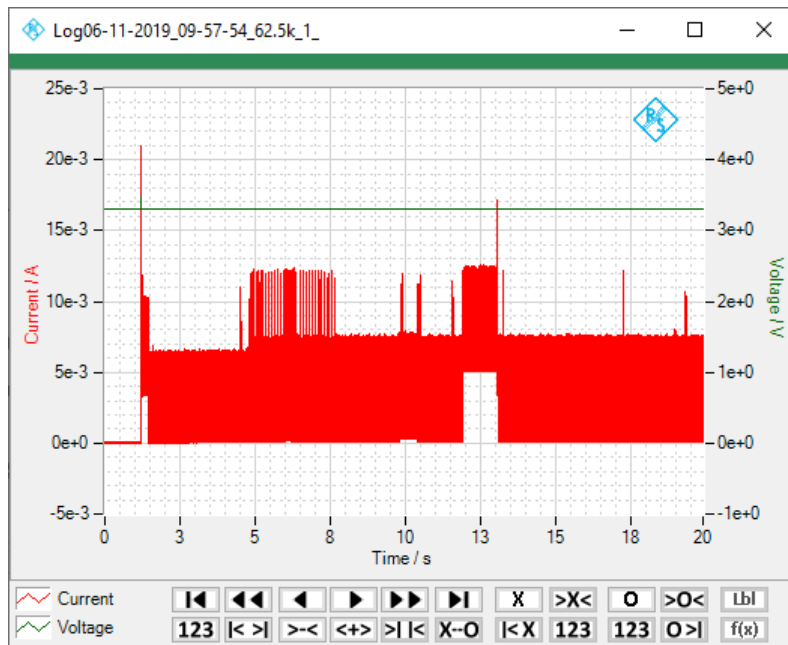 Log06-11-2019_09-57-54_62.5k_1_
25e-3
20e-3
15e-3
10e-3
5e-3
0e+0
-5e-3
Current / A
5e+0
4e+0
3e+0
2e+0
1e+0
0e+0
-1e+0
Voltage / V
R S
0 3 5 8 10 13 15 18 20
Time / s
Current X >X< O >O< Lbl
Voltage 123 |< >| >-< <+> >| |< X--O |<X 123 123 O>| f(x)